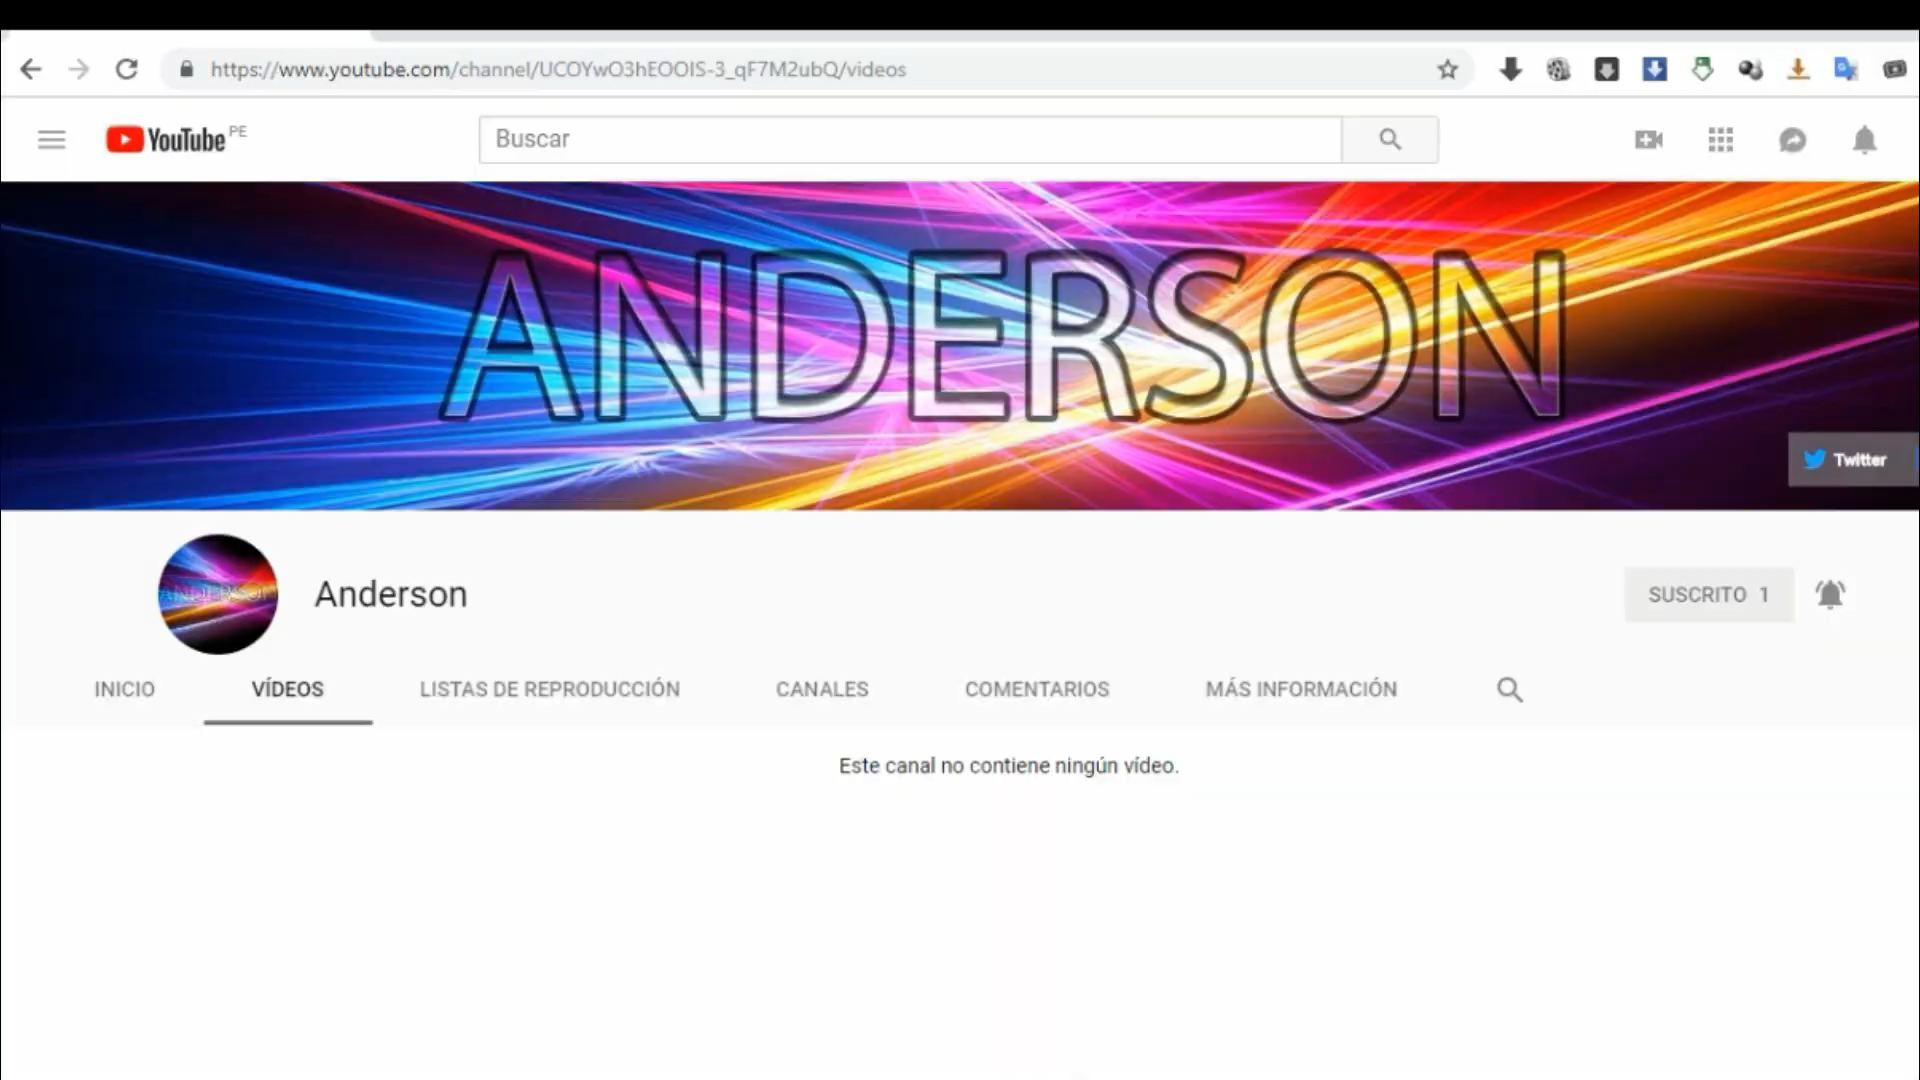 https://www.youtube.com/channel/UCOYwO3hEOOIS-3_qF7M2ubQ/videos
YouTube PE
Buscar
ANDERSON
Twitter
ANDERSON
Anderson
SUSCRITO 1
INICIO
VÍDEOS
LISTAS DE REPRODUCCIÓN
CANALES
COMENTARIOS
MÁS INFORMACIÓN
Este canal no contiene ningún vídeo.